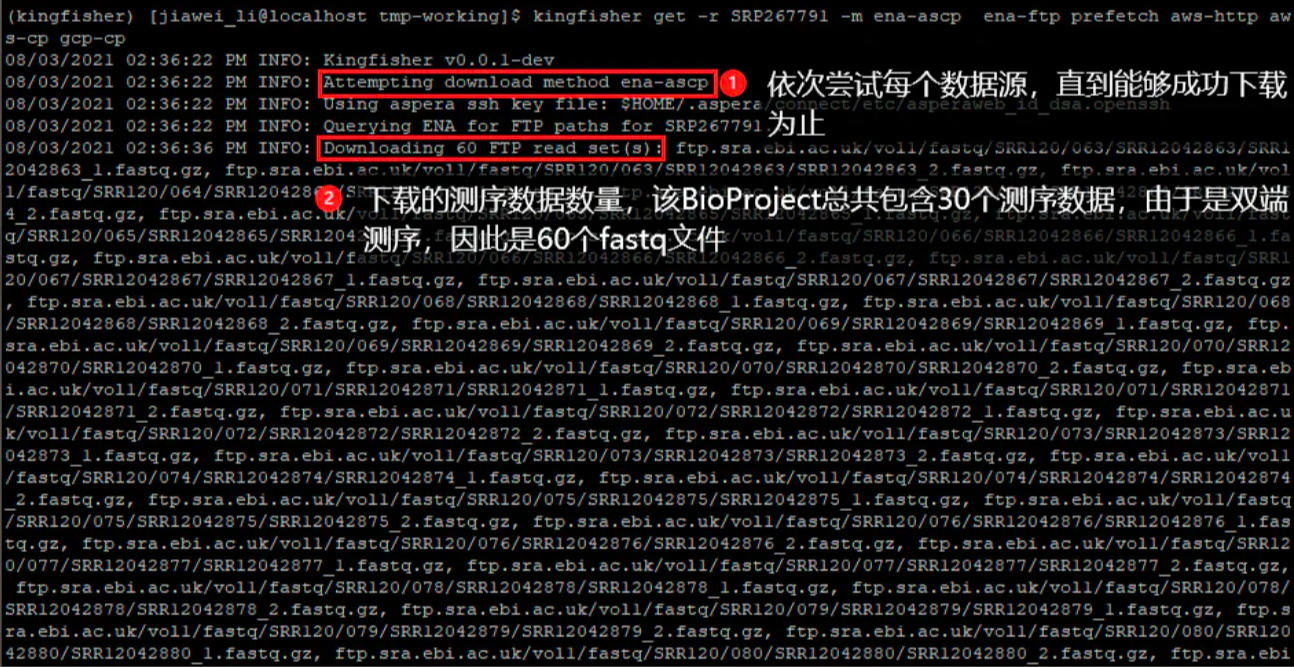 (kingfisher) [jiawei_li@localhost tmp-working]$ kingfisher get -r SRP267791 -m ena-ascp  ena-ftp prefetch aws-http aw
s-cp gcp-cp
08/03/2021 02:36:22 PM INFO: Kingfisher v0.0.1-dev
08/03/2021 02:36:22 PM INFO: Attempting download method ena-ascp
1 依次尝试每个数据源，直到能够成功下载
为止
08/03/2021 02:36:22 PM INFO: Using aspera ssh key file: $HOME/.aspera/connect/etc/asperaweb_id_dsa.openssh
08/03/2021 02:36:22 PM INFO: Querying ENA for FTP paths for SRP267791
08/03/2021 02:36:36 PM INFO: Downloading 60 FTP read set(s): ftp.sra.ebi.ac.uk/vol1/fastq/SRR120/063/SRR12042863/SRR1
2042863_1.fastq.gz, ftp.sra.ebi.ac.uk/vol1/fastq/SRR120/063/SRR12042863/SRR12042863_2.fastq.gz, ftp.sra.ebi.ac.uk/vo
l1/fastq/SRR120/064/SRR1204286
2 下载的测序数据数量，该BioProject总共包含30个测序数据，由于是双端
测序，因此是60个fastq文件
4_2.fastq.gz, ftp.sra.ebi.ac.uk/
q/SRR120/065/SRR12042865/SRR12042 /vol1/fastq/SRR120/066/SRR12042866/SRR12042866_1.fa
stq.gz, ftp.sra.ebi.ac.uk/vol1/fastq/SRR120/066/SRR12042866/SRR12042866_2.fastq.gz, ftp.sra.ebi.ac.uk/vol1/fastq/SRR1
20/067/SRR12042867/SRR12042867_1.fastq.gz, ftp.sra.ebi.ac.uk/vol1/fastq/SRR120/067/SRR12042867/SRR12042867_2.fastq.gz
, ftp.sra.ebi.ac.uk/vol1/fastq/SRR120/068/SRR12042868/SRR12042868_1.fastq.gz, ftp.sra.ebi.ac.uk/vol1/fastq/SRR120/068
/SRR12042868/SRR12042868_2.fastq.gz, ftp.sra.ebi.ac.uk/vol1/fastq/SRR120/069/SRR12042869/SRR12042869_1.fastq.gz, ftp.
sra.ebi.ac.uk/vol1/fastq/SRR120/069/SRR12042869/SRR12042869_2.fastq.gz, ftp.sra.ebi.ac.uk/vol1/fastq/SRR120/070/SRR12
042870/SRR12042870_1.fastq.gz, ftp.sra.ebi.ac.uk/vol1/fastq/SRR120/070/SRR12042870/SRR12042870_2.fastq.gz, ftp.sra.eb
i.ac.uk/vol1/fastq/SRR120/071/SRR12042871/SRR12042871_1.fastq.gz, ftp.sra.ebi.ac.uk/vol1/fastq/SRR120/071/SRR12042871
/SRR12042871_2.fastq.gz, ftp.sra.ebi.ac.uk/vol1/fastq/SRR120/072/SRR12042872/SRR12042872_1.fastq.gz, ftp.sra.ebi.ac.u
k/vol1/fastq/SRR120/072/SRR12042872/SRR12042872_2.fastq.gz, ftp.sra.ebi.ac.uk/vol1/fastq/SRR120/073/SRR12042873/SRR12
042873_1.fastq.gz, ftp.sra.ebi.ac.uk/vol1/fastq/SRR120/073/SRR12042873/SRR12042873_2.fastq.gz, ftp.sra.ebi.ac.uk/vol1
/fastq/SRR120/074/SRR12042874/SRR12042874_1.fastq.gz, ftp.sra.ebi.ac.uk/vol1/fastq/SRR120/074/SRR12042874/SRR12042874
_2.fastq.gz, ftp.sra.ebi.ac.uk/vol1/fastq/SRR120/075/SRR12042875/SRR12042875_1.fastq.gz, ftp.sra.ebi.ac.uk/vol1/fastq
/SRR120/075/SRR12042875/SRR12042875_2.fastq.gz, ftp.sra.ebi.ac.uk/vol1/fastq/SRR120/076/SRR12042876/SRR12042876_1.fas
tq.gz, ftp.sra.ebi.ac.uk/vol1/fastq/SRR120/076/SRR12042876/SRR12042876_2.fastq.gz, ftp.sra.ebi.ac.uk/vol1/fastq/SRR12
0/077/SRR12042877/SRR12042877_1.fastq.gz, ftp.sra.ebi.ac.uk/vol1/fastq/SRR120/077/SRR12042877/SRR12042877_2.fastq.gz,
ftp.sra.ebi.ac.uk/vol1/fastq/SRR120/078/SRR12042878/SRR12042878_1.fastq.gz, ftp.sra.ebi.ac.uk/vol1/fastq/SRR120/078/
SRR12042878/SRR12042878_2.fastq.gz, ftp.sra.ebi.ac.uk/vol1/fastq/SRR120/079/SRR12042879/SRR12042879_1.fastq.gz, ftp.s
ra.ebi.ac.uk/vol1/fastq/SRR120/079/SRR12042879/SRR12042879_2.fastq.gz, ftp.sra.ebi.ac.uk/vol1/fastq/SRR120/080/SRR120
42880/SRR12042880_1.fastq.gz, ftp.sra.ebi.ac.uk/vol1/fastq/SRR120/080/SRR12042880/SRR12042880_2.fastq.gz, ftp.sra.ebi